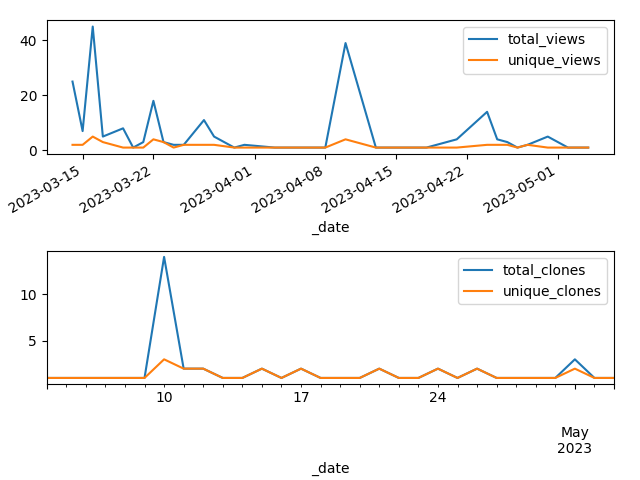 40
20
0
total_views
unique_views
2023-03-15
2023-03-22
2023-04-01
2023-04-08
2023-04-15
2023-04-22
2023-05-01
_date
10
5
total_clones
unique_clones
10
17
24
May
2023
_date